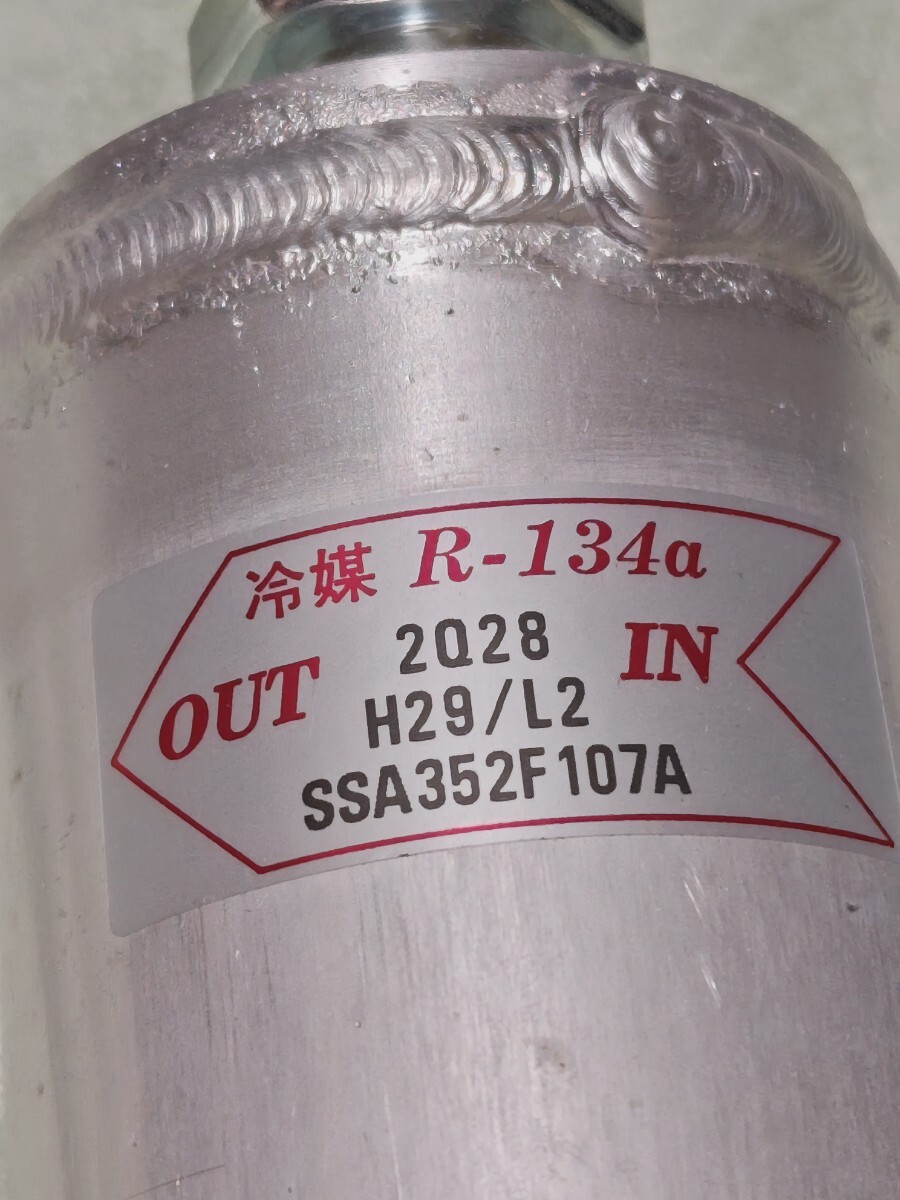 冷媒 R-134a
2Q28
OUT IN
H29/L2
SSA352F107A